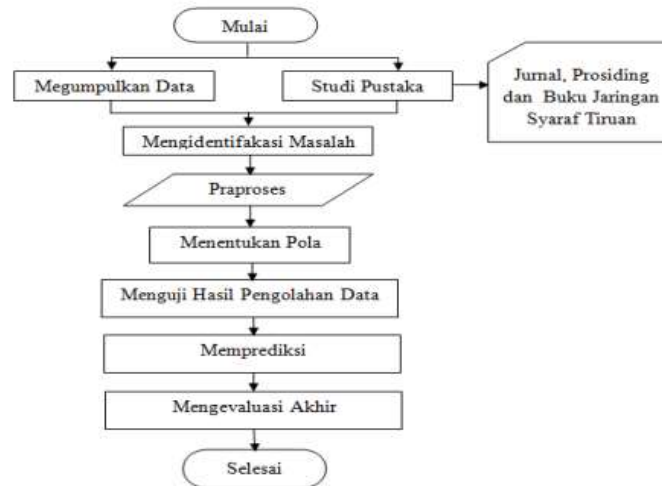 Mulai
Megumpulkan Data
Studi Pustaka
Jurnal, Prosiding
dan Buku Jaringan
Syaraf Tiruan
Mengidentifakasi Masalah
Praproses
Menentukan Pola
Menguji Hasil Pengolahan Data
Memprediksi
Mengevaluasi Akhir
Selesai